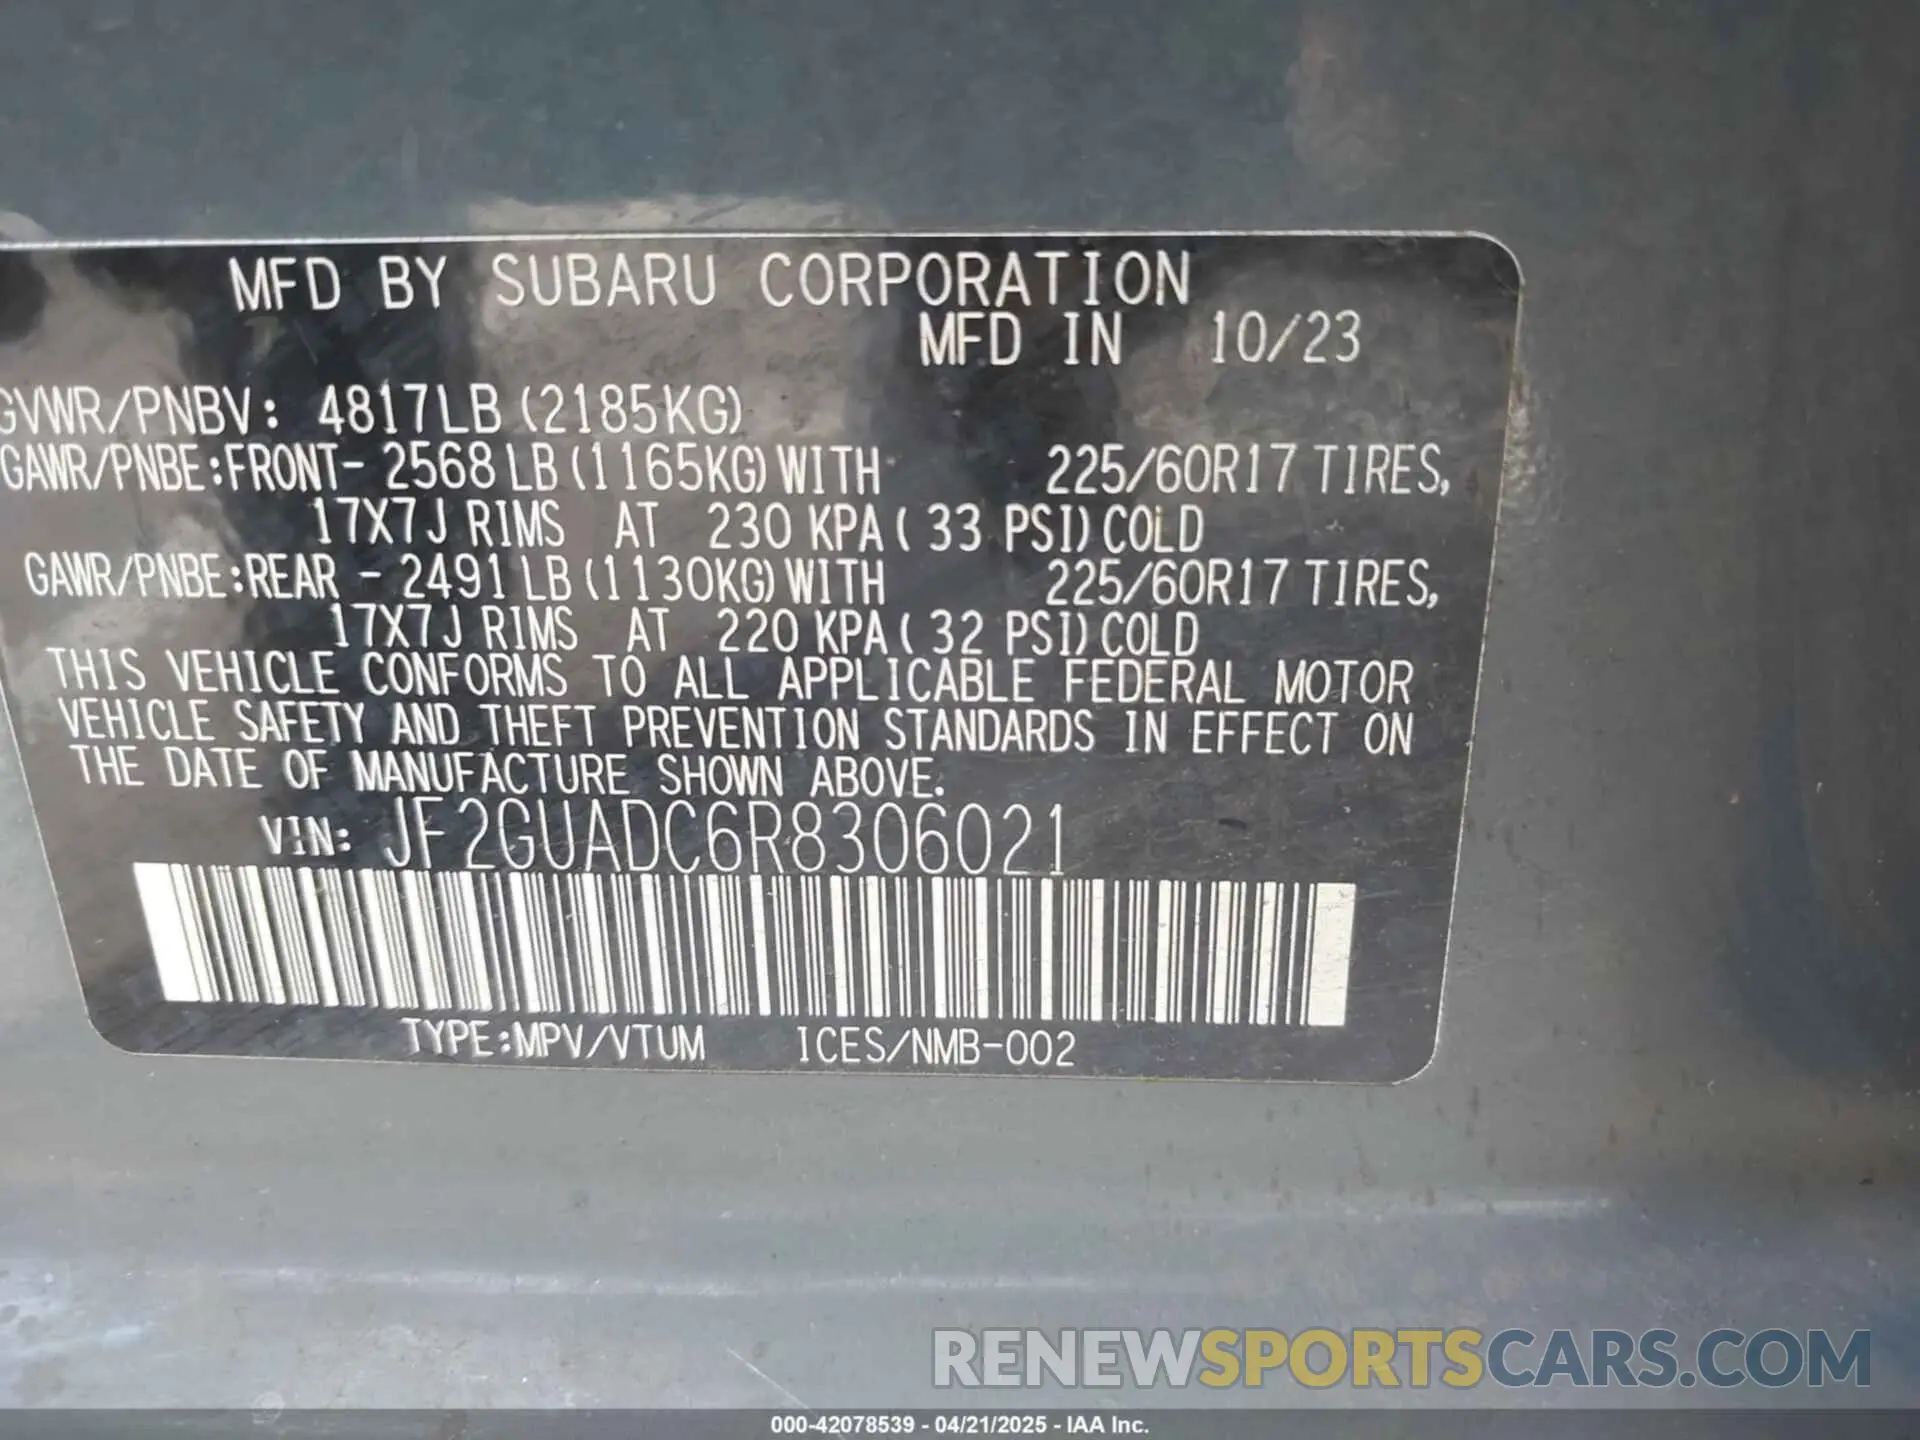 MFD BY SUBARU CORPORATION
MFD IN 10/23
GVWR/PNBV: 4817LB (2185KG)
GAWR/PNBE:FRONT- 2568 LB (1165KG) WITH 225/60R17 TIRES,
17X7J RIMS AT 230 KPA ( 33 PSI) COLD
GAWR/PNBE:REAR - 2491 LB (1130KG) WITH 225/60R17 TIRES,
17X7J RIMS AT 220 KPA ( 32 PSI) COLD
THIS VEHICLE CONFORMS TO ALL APPLICABLE FEDERAL MOTOR
VEHICLE SAFETY AND THEFT PREVENTION STANDARDS IN EFFECT ON
THE DATE OF MANUFACTURE SHOWN ABOVE.
VIN: JF2GUADC6R8306021
TYPE:MPV/VTUM ICES/NMB-002
RENEWSPORTSCARS.COM
000-42078539 - 04/21/2025 - IAA Inc.